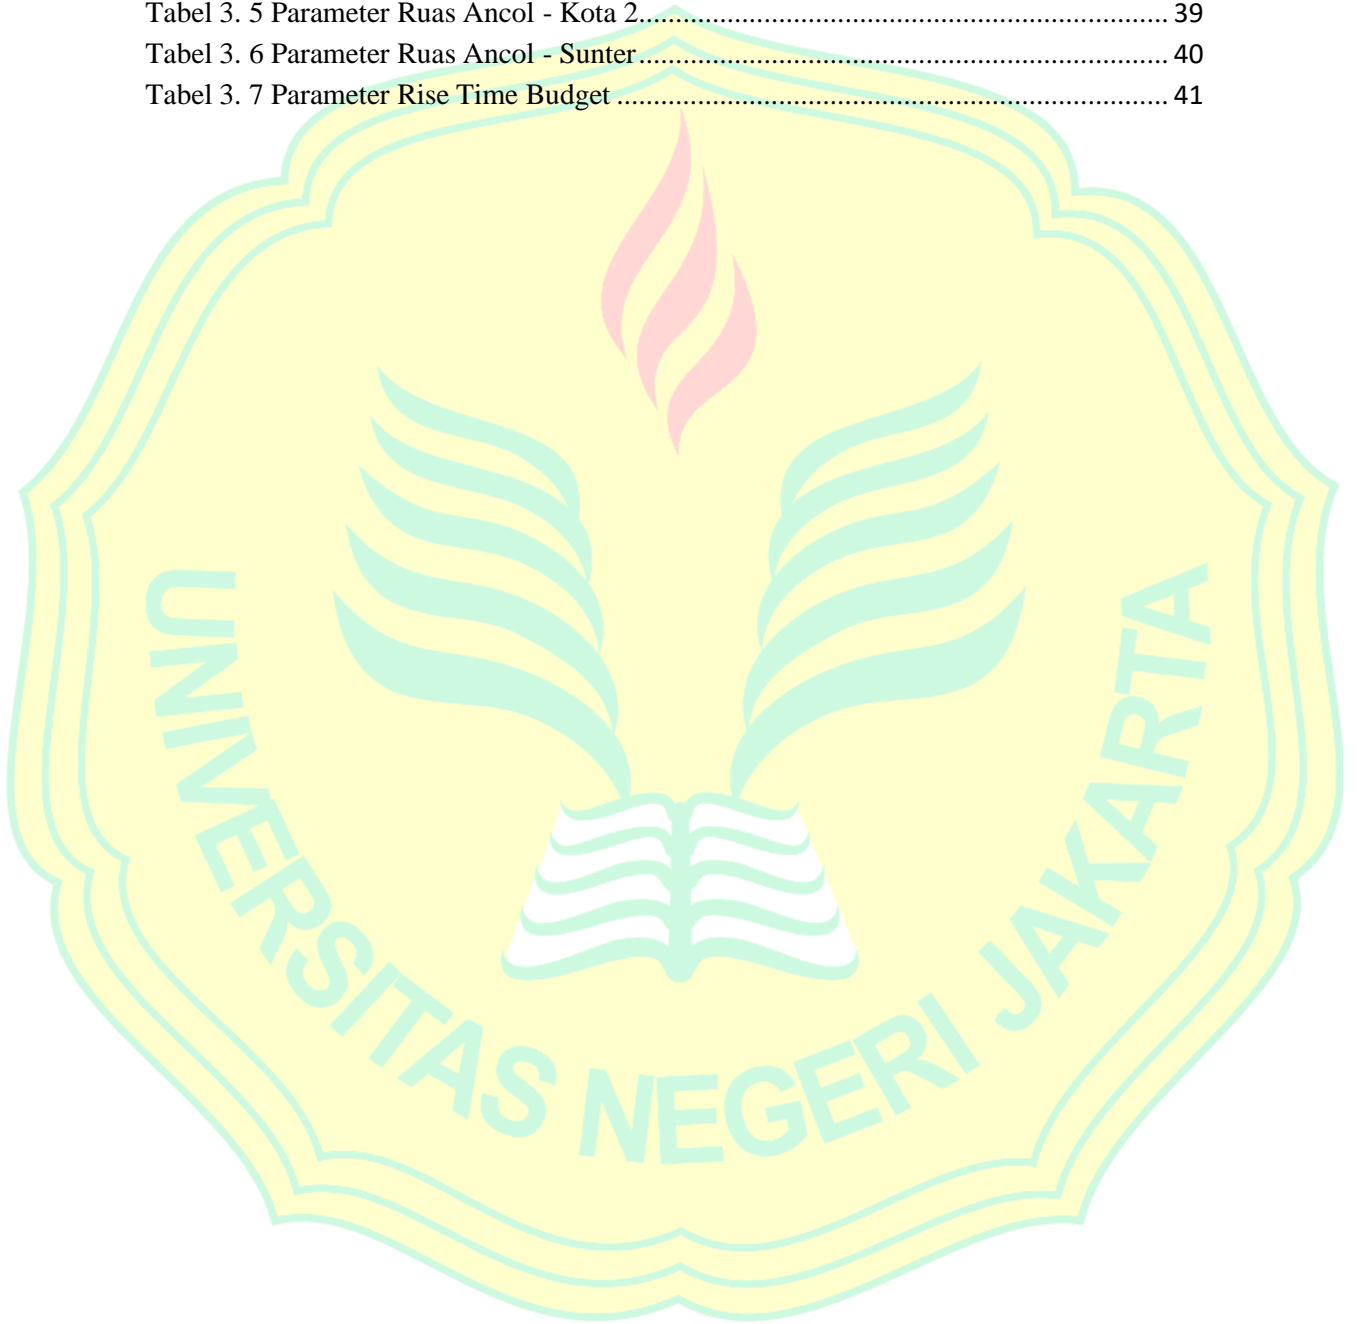 Tabel 3. 5 Parameter Ruas Ancol - Kota 2......................................................................................... 39
Tabel 3. 6 Parameter Ruas Ancol - Sunter......................................................................................... 40
Tabel 3. 7 Parameter Rise Time Budget ............................................................................................ 41
UNIVERSITAS NEGERI JAKARTA